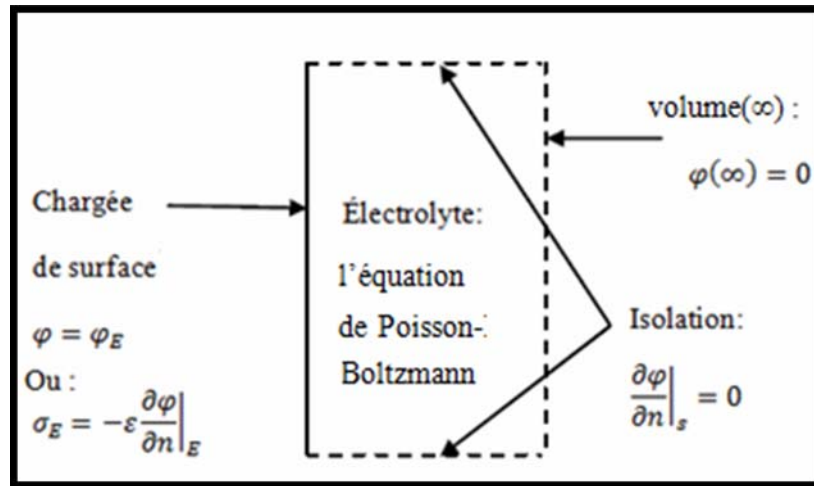 Chargée
de surface
φ = φ_E
Ou :
σ_E = -ε ∂φ/∂n|_E
Électrolyte:
l'équation
de Poisson-
Boltzmann
volume(∞) :
φ(∞) = 0
Isolation:
∂φ/∂n|_s = 0